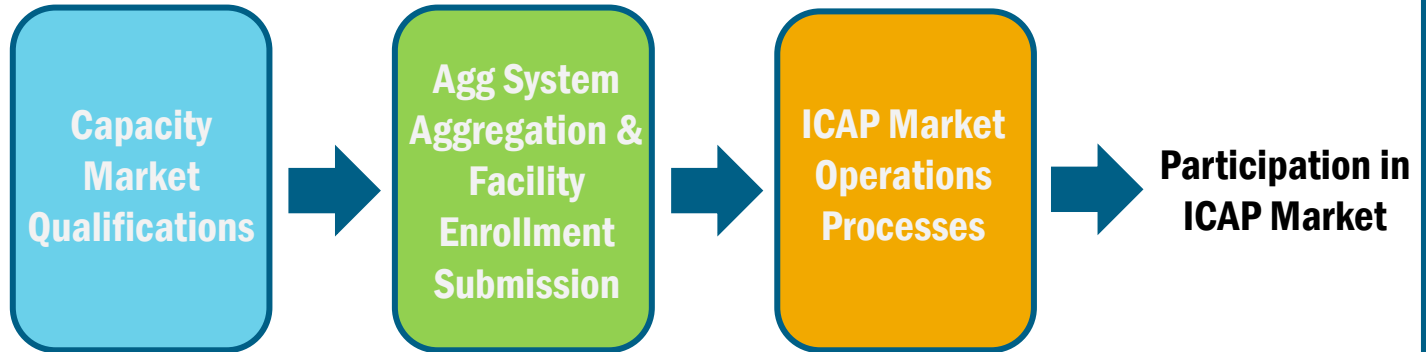 Capacity
Market
Qualifications
Agg System
Aggregation &
Facility
Enrollment
Submission
ICAP Market
Operations
Processes
Participation in
ICAP Market